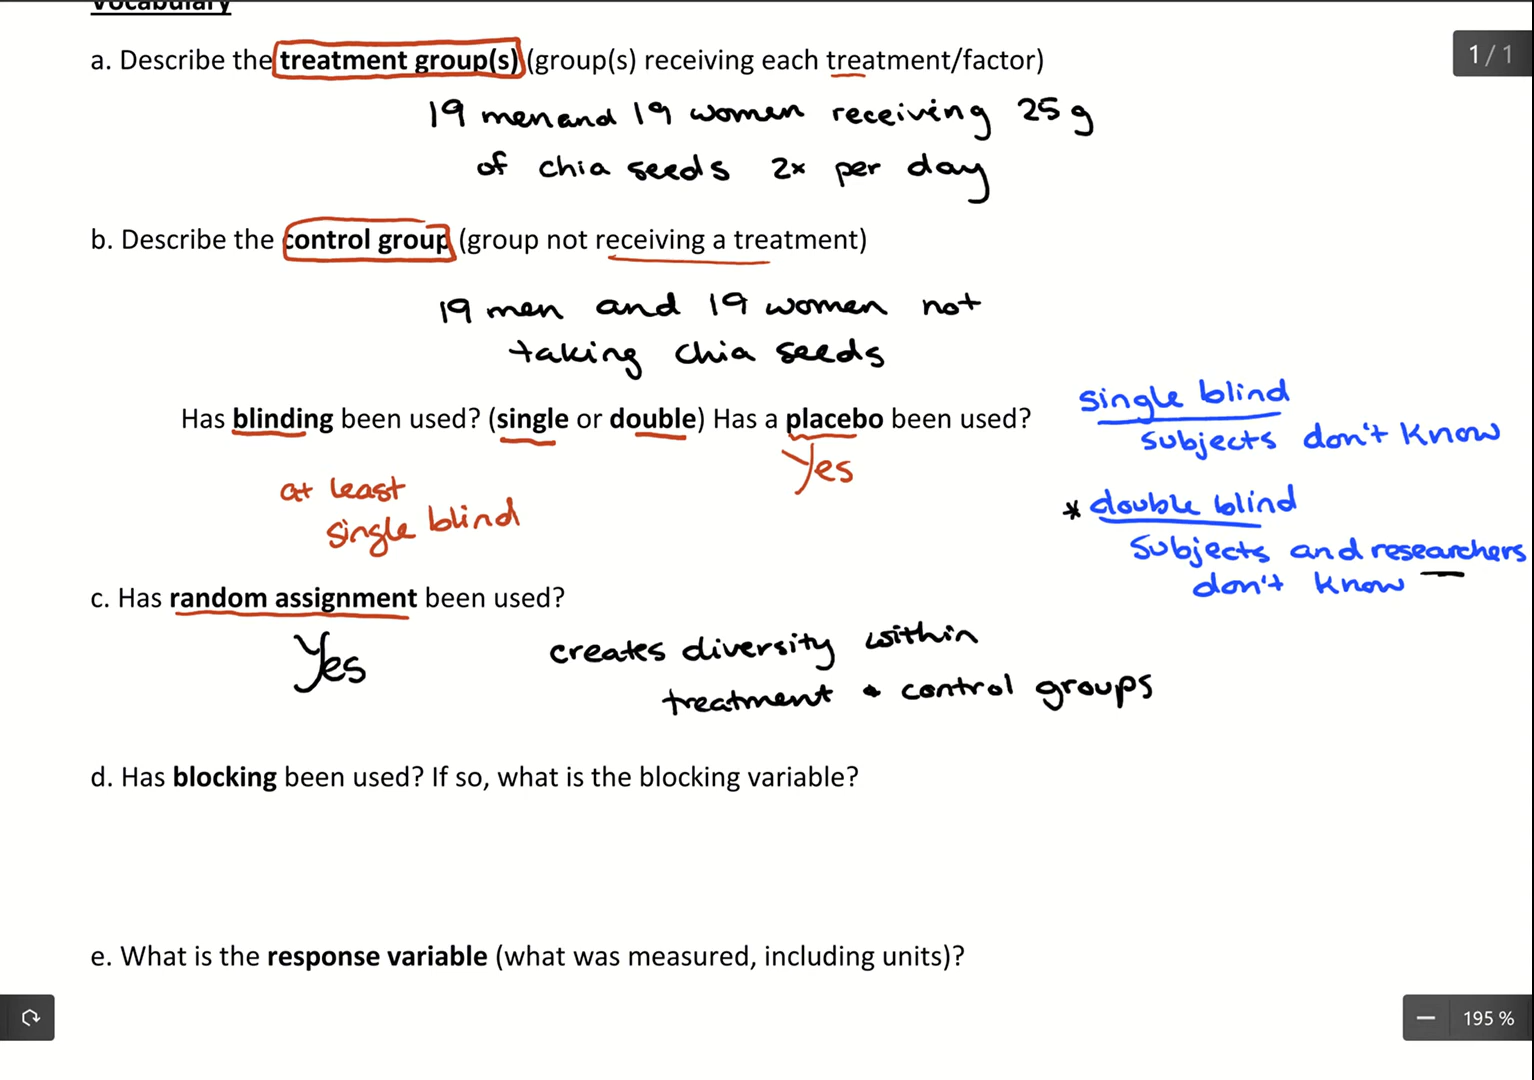 Vocabulary
1 / 1
a. Describe the treatment group(s) (group(s) receiving each treatment/factor)
19 men and 19 women receiving 25 g
of chia seeds 2x per day
b. Describe the control group (group not receiving a treatment)
19 men and 19 women not
taking chia seeds
Has blinding been used? (single or double) Has a placebo been used?
Yes
at least
single blind
single blind
subjects don't know
* double blind
subjects and researchers
don't know
c. Has random assignment been used?
Yes
creates diversity within
treatment & control groups
d. Has blocking been used? If so, what is the blocking variable?
e. What is the response variable (what was measured, including units)?
195 %